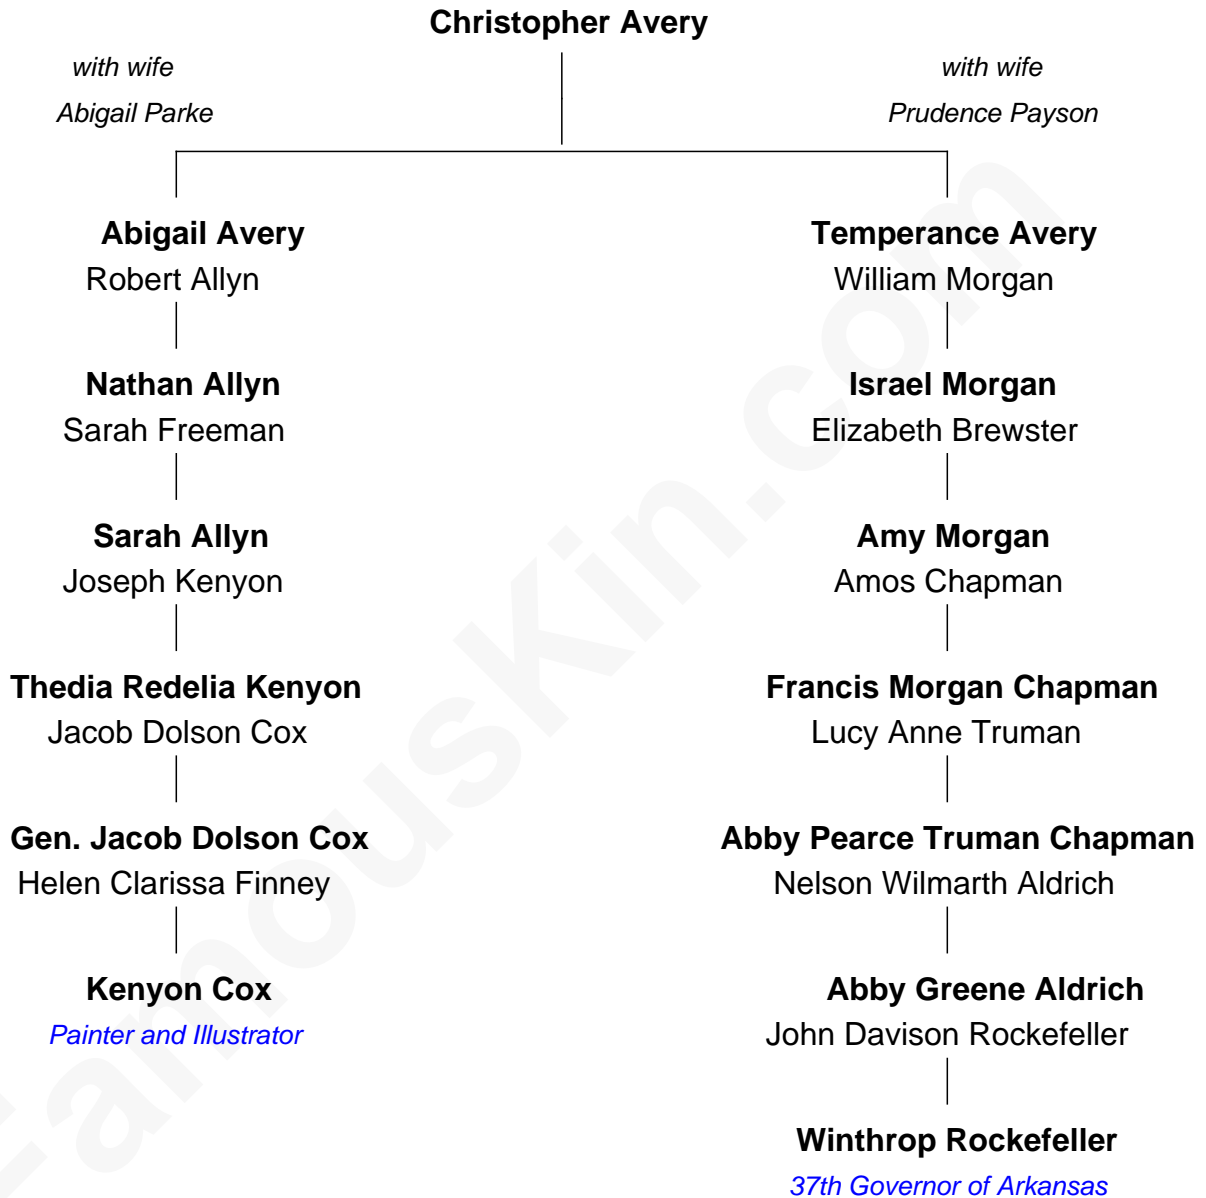 Christopher Avery
with wife
Abigail Parke
with wife
Prudence Payson
Abigail Avery
Robert Allyn
Temperance Avery
William Morgan
Nathan Allyn
Sarah Freeman
Israel Morgan
Elizabeth Brewster
Sarah Allyn
Joseph Kenyon
Amy Morgan
Amos Chapman
Thedia Redelia Kenyon
Jacob Dolson Cox
Francis Morgan Chapman
Lucy Anne Truman
Gen. Jacob Dolson Cox
Helen Clarissa Finney
Abby Pearce Truman Chapman
Nelson Wilmarth Aldrich
Kenyon Cox
Painter and Illustrator
Abby Greene Aldrich
John Davison Rockefeller
Winthrop Rockefeller
37th Governor of Arkansas
FamousKin.com